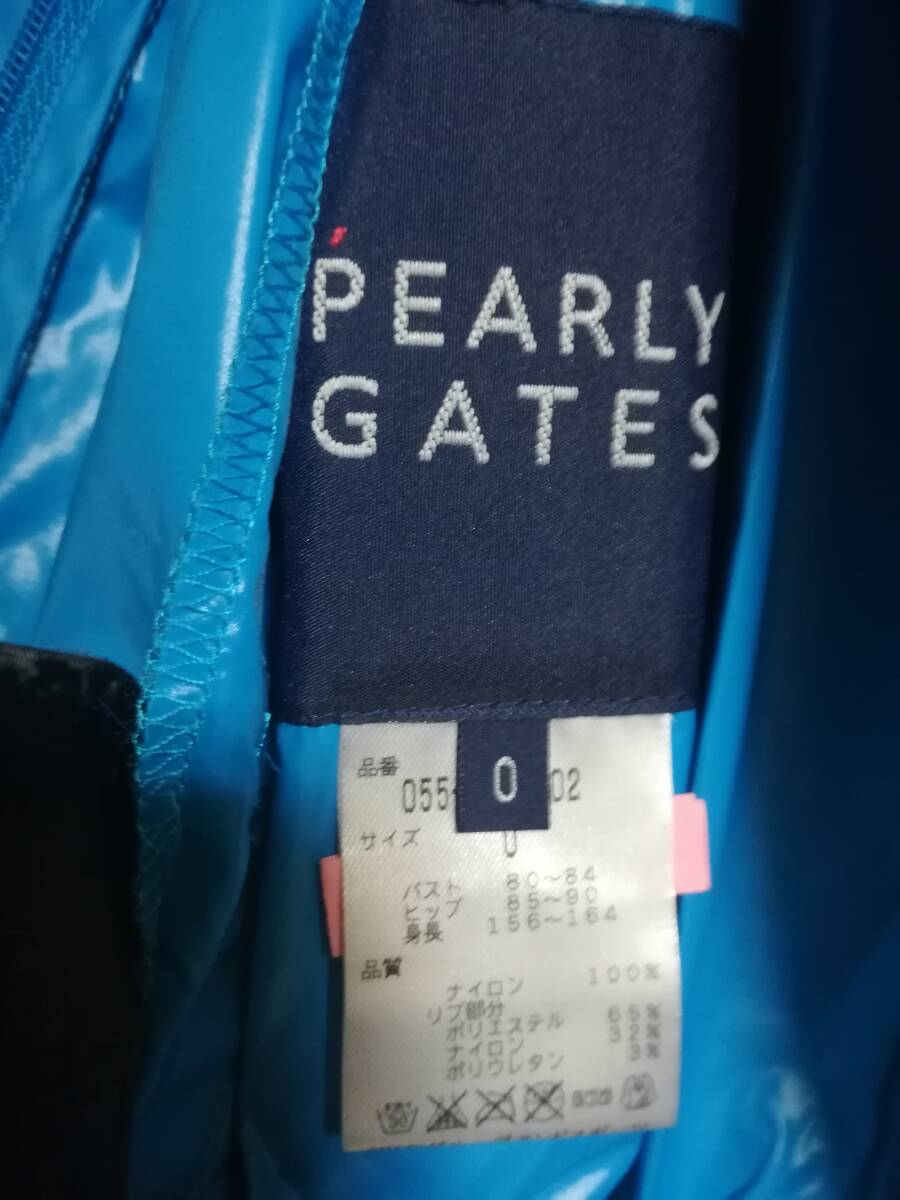 PEARLY
GATES
0
品番
055 02
サイズ
0
バスト 80～84
ヒップ 85～90
身長 156～164
品質
ナイロン 100%
リブ部分
ポリエステル 65%
ナイロン 32%
ポリウレタン 3%